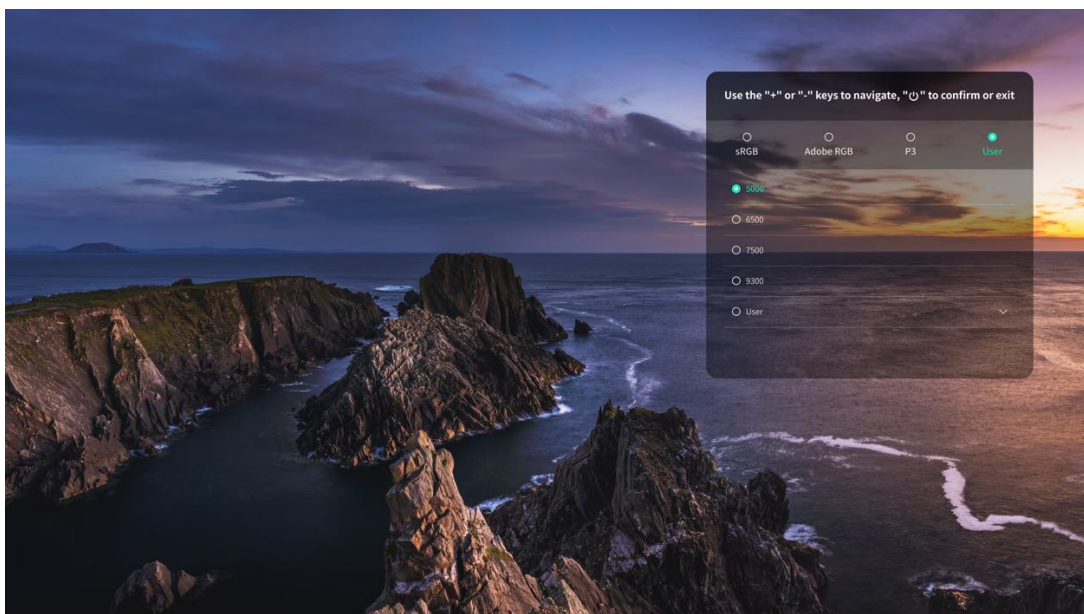 Use the "+" or "-" keys to navigate, "⏻" to confirm or exit
sRGB Adobe RGB P3 User
5000
6500
7500
9300
User